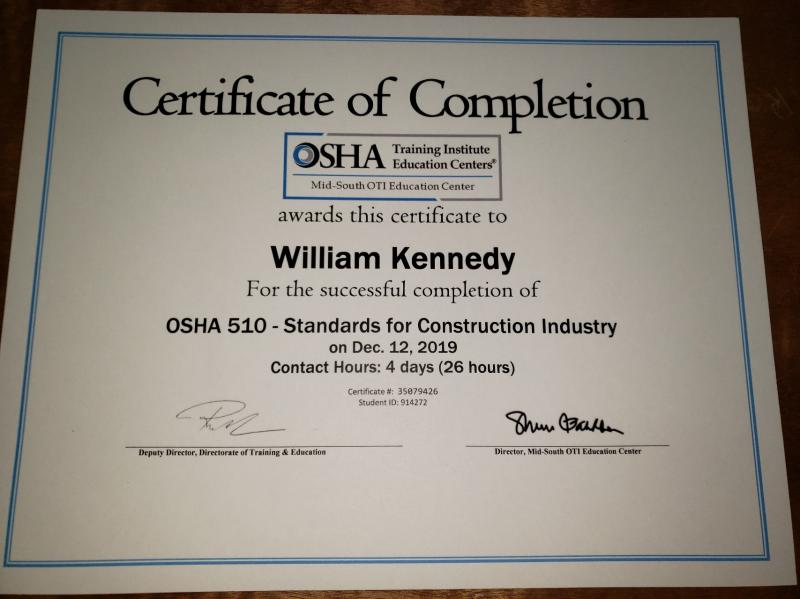 Certificate of Completion
OSHA Training Institute
Education Centers®
Mid-South OTI Education Center
awards this certificate to
William Kennedy
For the successful completion of
OSHA 510 - Standards for Construction Industry
on Dec. 12, 2019
Contact Hours: 4 days (26 hours)
Certificate #: 35079426
Student ID: 914272
Deputy Director, Directorate of Training & Education
Director, Mid-South OTI Education Center